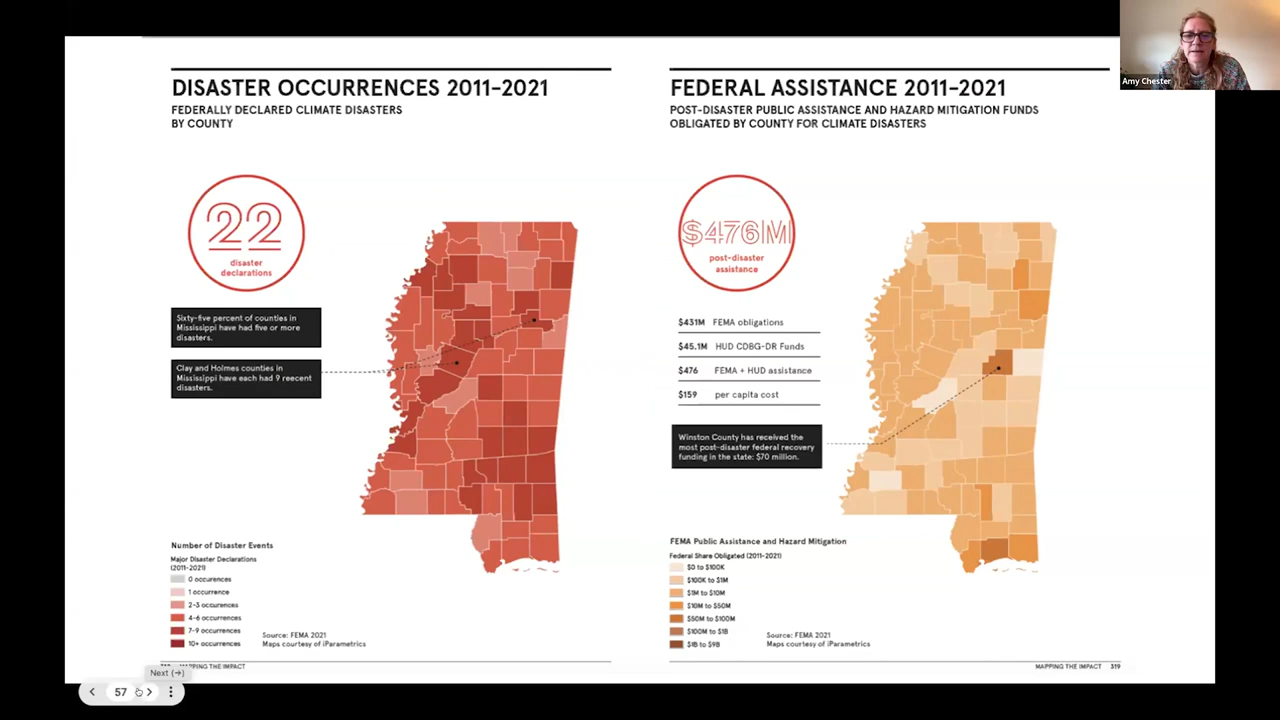 Amy Chester
DISASTER OCCURRENCES 2011–2021
FEDERALLY DECLARED CLIMATE DISASTERS
BY COUNTY
22
disaster
declarations
Sixty-five percent of counties in
Mississippi have had five or more
disasters.
Clay and Holmes counties in
Mississippi have each had 9 reecent
disasters.
Number of Disaster Events
Major Disaster Declarations
(2011-2021)
0 occurences
1 occurrence
2-3 occurences
4-6 occurrences
7-9 occurrences
10+ occurrences
Source: FEMA 2021
Maps courtesy of iParametrics
MAPPING THE IMPACT
FEDERAL ASSISTANCE 2011–2021
POST-DISASTER PUBLIC ASSISTANCE AND HAZARD MITIGATION FUNDS
OBLIGATED BY COUNTY FOR CLIMATE DISASTERS
$476M
post-disaster
assistance
$431M FEMA obligations
$45.1M HUD CDBG-DR Funds
$476 FEMA + HUD assistance
$159 per capita cost
Winston County has received the
most post-disaster federal recovery
funding in the state: $70 million.
FEMA Public Assistance and Hazard Mitigation
Federal Share Obligated (2011-2021)
$0 to $100K
$100K to $1M
$1M to $10M
$10M to $50M
$50M to $100M
$100M to $1B
$1B to $9B
Source: FEMA 2021
Maps courtesy of iParametrics
MAPPING THE IMPACT 319
Next (→)
57